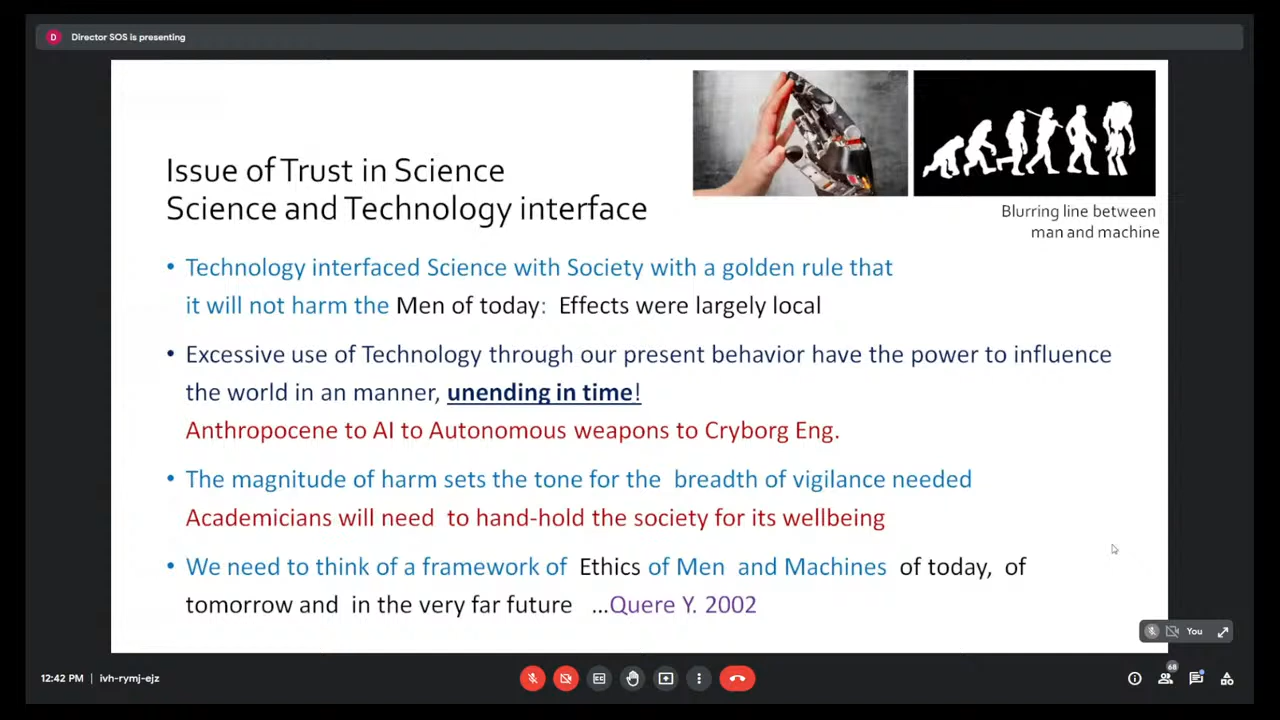 D
Director SOS is presenting
Issue of Trust in Science
Science and Technology interface
Blurring line between
man and machine
• Technology interfaced Science with Society with a golden rule that
it will not harm the Men of today: Effects were largely local
• Excessive use of Technology through our present behavior have the power to influence
the world in an manner, unending in time!
Anthropocene to AI to Autonomous weapons to Cryborg Eng.
• The magnitude of harm sets the tone for the breadth of vigilance needed
Academicians will need to hand-hold the society for its wellbeing
• We need to think of a framework of Ethics of Men and Machines of today, of
tomorrow and in the very far future ...Quere Y. 2002
You
12:42 PM | ivh-rymj-ejz
68